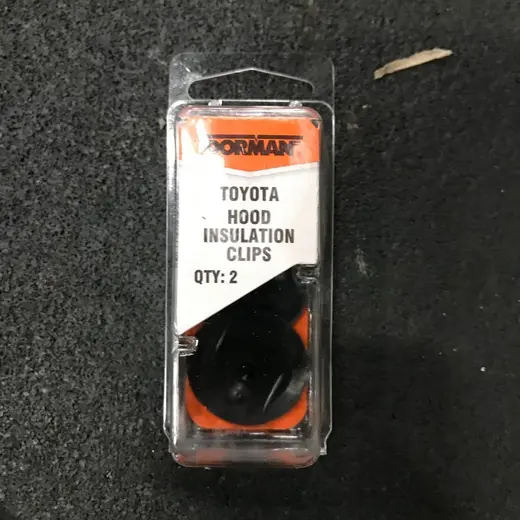 DORMAN
TOYOTA
HOOD
INSULATION
CLIPS
QTY: 2